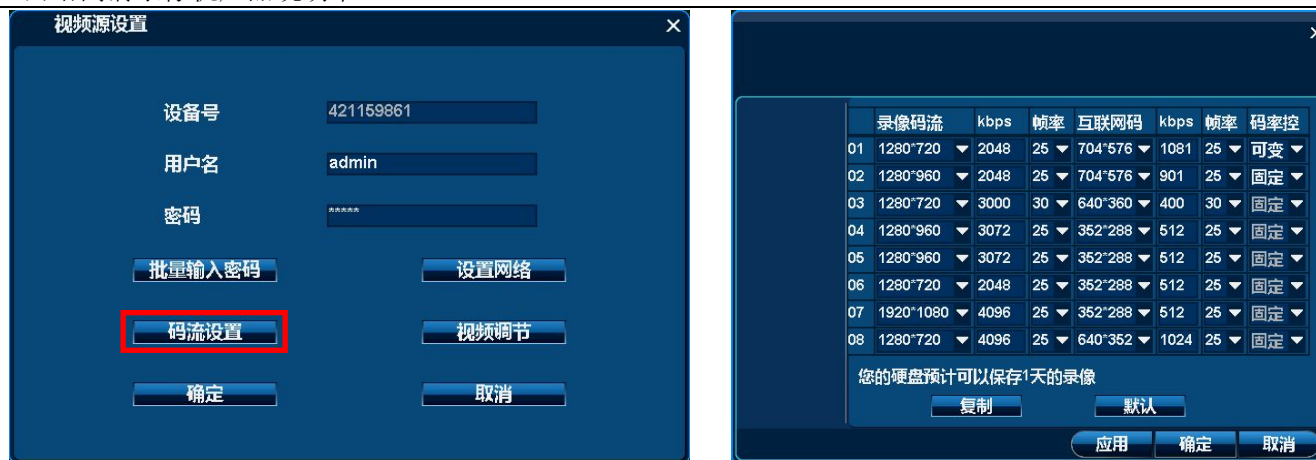 视频源设置
设备号 421159861
用户名 admin
密码 *****
批量输入密码 设置网络
码流设置 视频调节
确定 取消
录像码流 kbps 帧率 互联网码 kbps 帧率 码率控
01 1280*720 2048 25 704*576 1081 25 可变
02 1280*960 2048 25 704*576 901 25 固定
03 1280*720 3000 30 640*360 400 30 固定
04 1280*960 3072 25 352*288 512 25 固定
05 1280*960 3072 25 352*288 512 25 固定
06 1280*720 2048 25 352*288 512 25 固定
07 1920*1080 4096 25 352*288 512 25 固定
08 1280*720 4096 25 640*352 1024 25 固定
您的硬盘预计可以保存1天的录像
复制 默认
应用 确定 取消